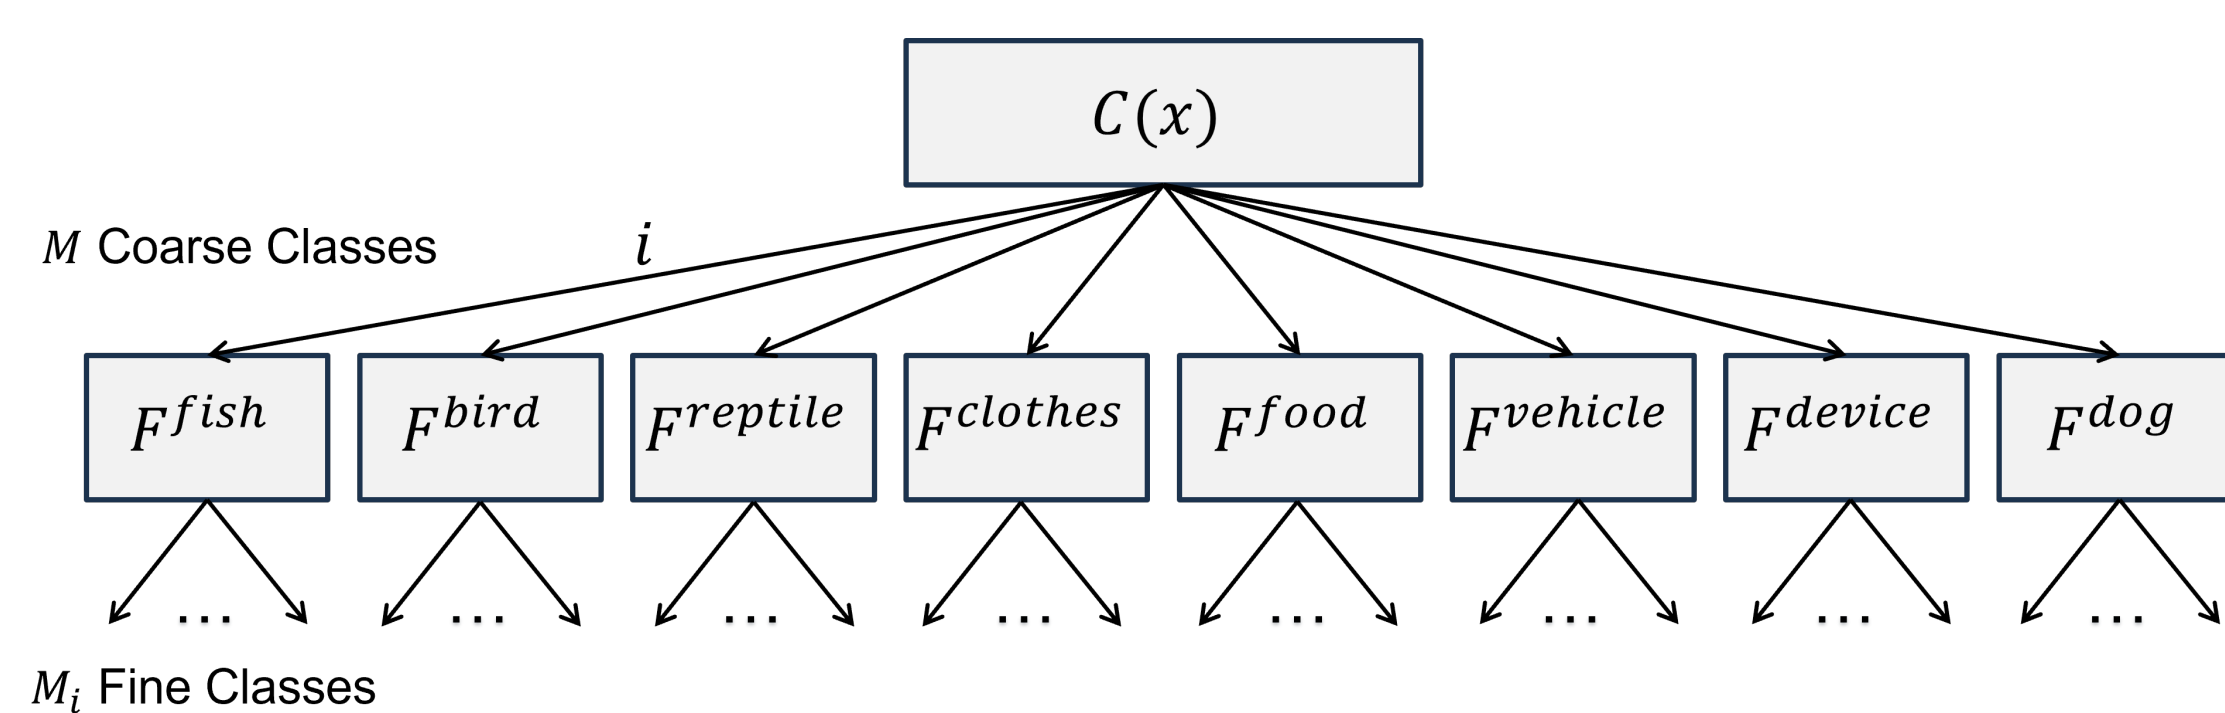 C(x)
M Coarse Classes
i
F^fish F^bird F^reptile F^clothes F^food F^vehicle F^device F^dog
... ... ... ... ... ... ... ...
M_i Fine Classes